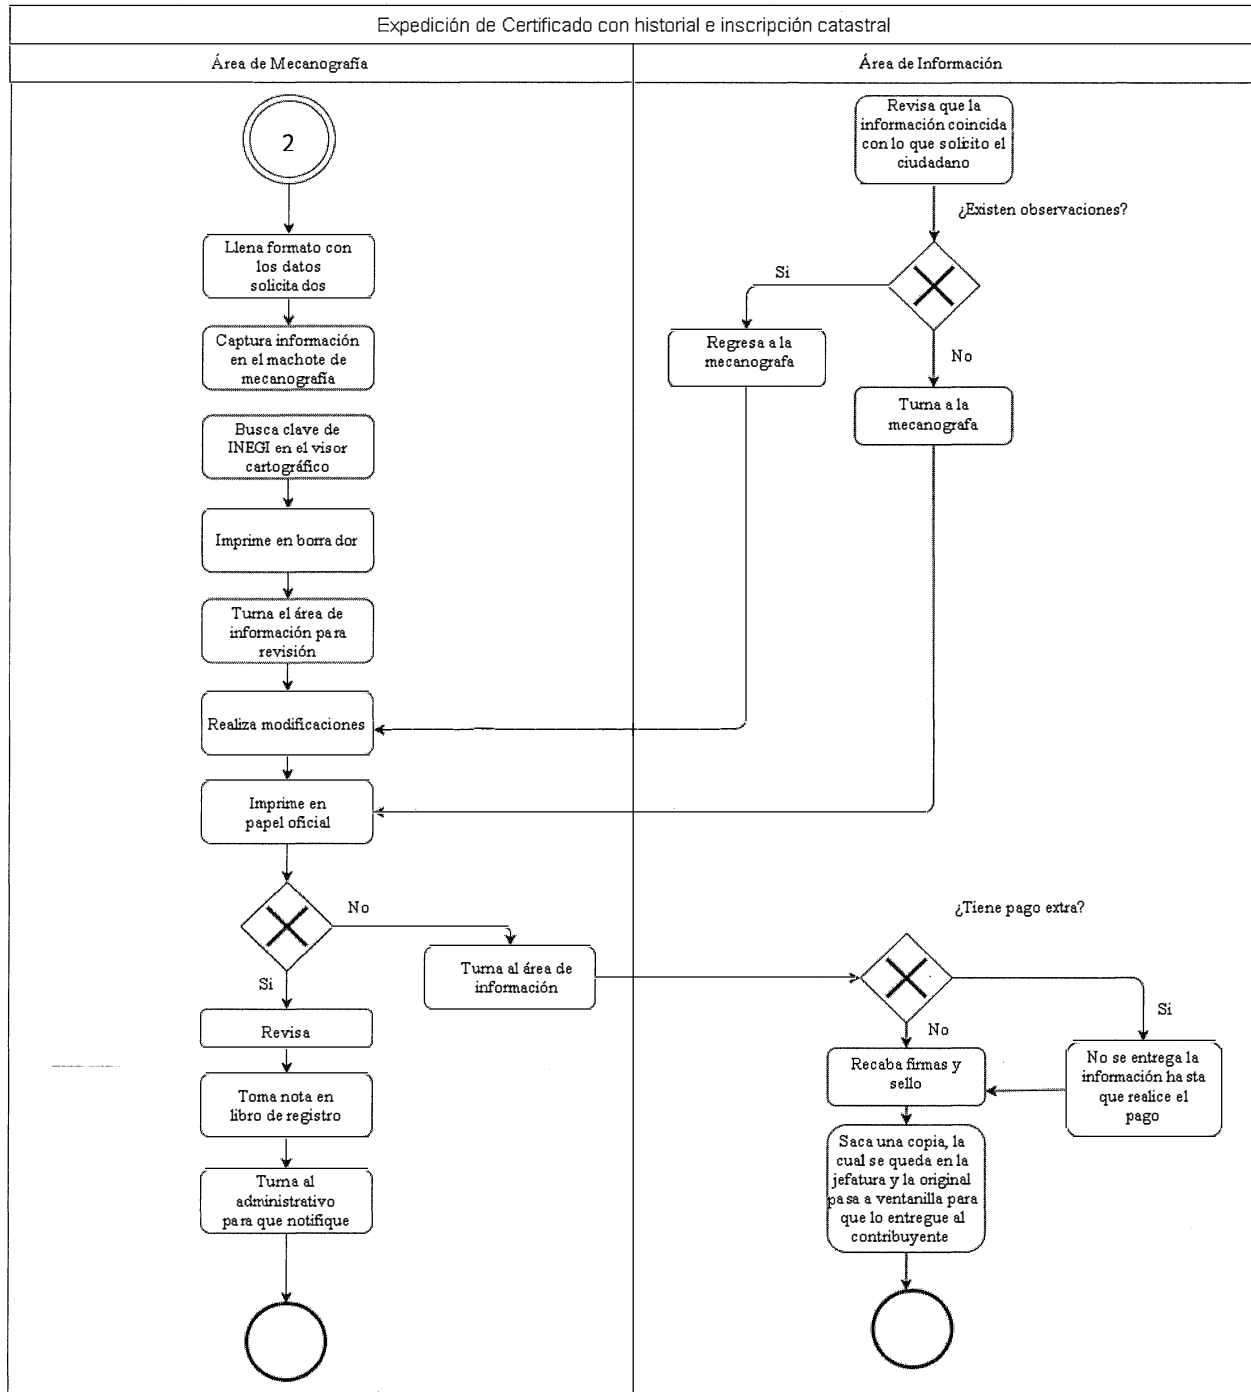 Expedición de Certificado con historial e inscripción catastral
Área de Mecanografía
Área de Información
2
Llena formato con
los datos
solicita dos
Captura información
en el machote de
mecanografía
Busca clave de
INEGI en el visor
cartográfico
Imprime en borra dor
Turna el área de
información para
revisión
Realiza modificaciones
Imprime en
papel oficial
No
Si
Turna al área de
información
Revisa
Toma nota en
libro de registro
Turna al
administrativo
para que notifique
Revisa que la
información coincida
con lo que solicito el
ciudadano
¿Existen observaciones?
Si
Regresa a la
mecanografa
No
Turna a la
mecanografa
¿Tiene pago extra?
Si
No
Recaba firmas y
sello
No se entrega la
información ha sta
que realice el
pago
Saca una copia, la
cual se queda en la
jefatura y la original
pasa a ventanilla para
que lo entregue al
contribuyente